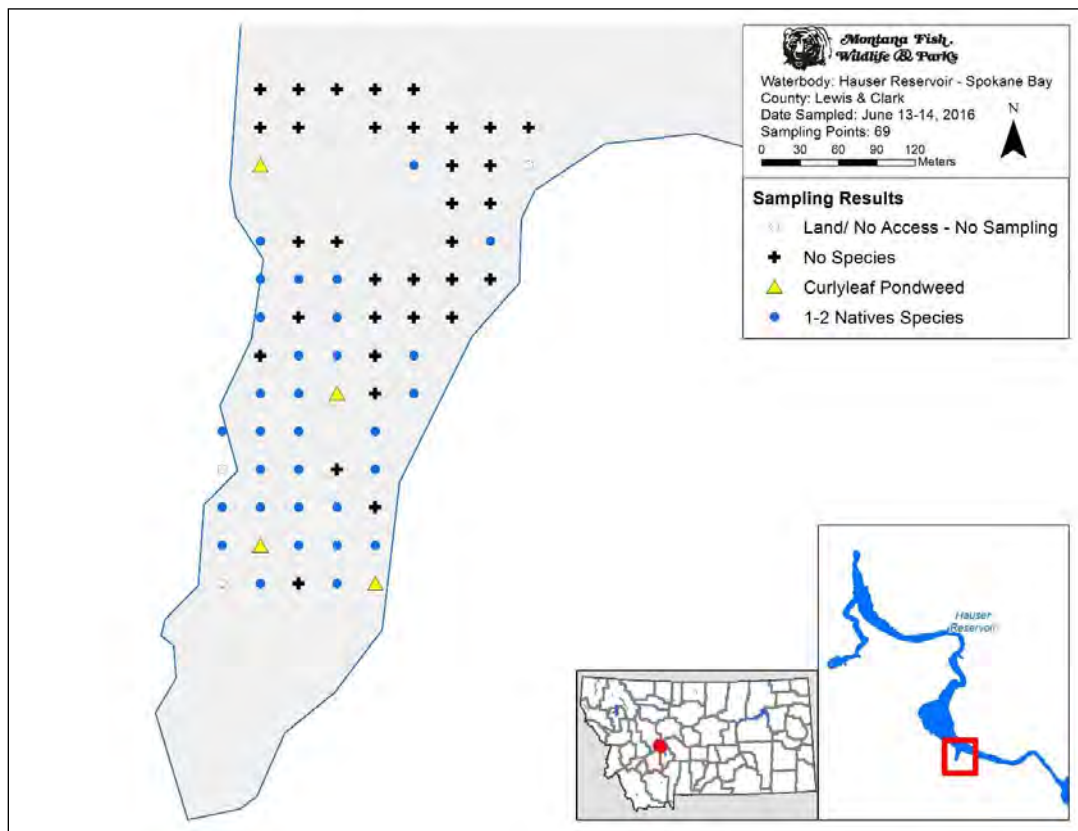 Montana Fish,
Wildlife & Parks
Waterbody: Hauser Reservoir - Spokane Bay
County: Lewis & Clark
Date Sampled: June 13-14, 2016
Sampling Points: 69
N
0 30 60 90 120
Meters
Sampling Results
Land/ No Access - No Sampling
No Species
Curlyleaf Pondweed
1-2 Natives Species
Hauser
Reservoir